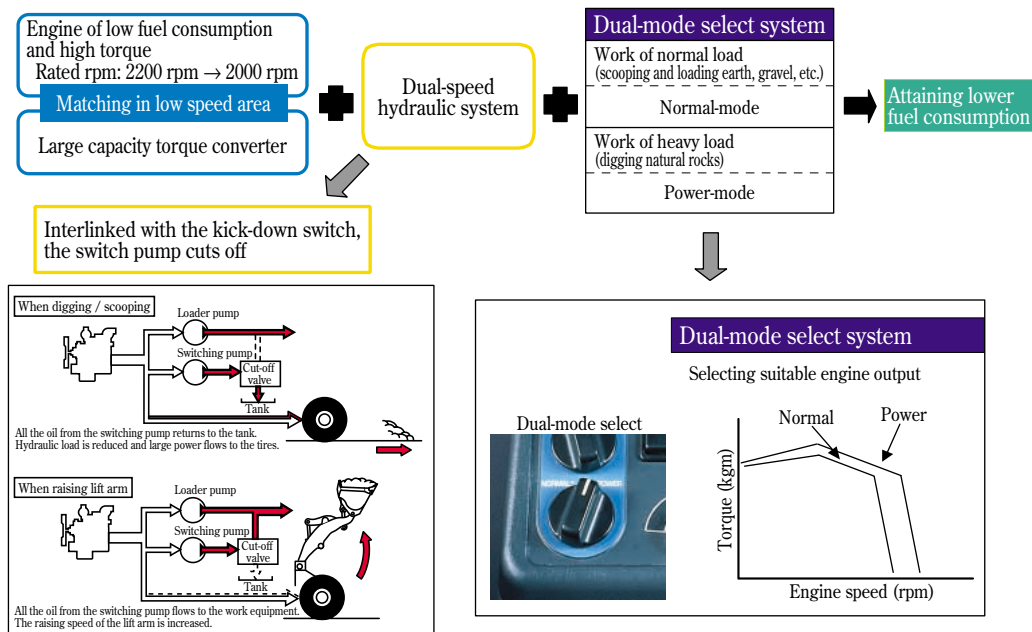 Engine of low fuel consumption
and high torque
Rated rpm: 2200 rpm → 2000 rpm
Matching in low speed area
Large capacity torque converter
Dual-speed
hydraulic system
Dual-mode select system
Work of normal load
(scooping and loading earth, gravel, etc.)
Normal-mode
Work of heavy load
(digging natural rocks)
Power-mode
Attaining lower
fuel consumption
Interlinked with the kick-down switch,
the switch pump cuts off
When digging / scooping
Loader pump
Switching pump
Cut-off
valve
Tank
All the oil from the switching pump returns to the tank.
Hydraulic load is reduced and large power flows to the tires.
When raising lift arm
Loader pump
Switching pump
Cut-off
valve
Tank
All the oil from the switching pump flows to the work equipment.
The raising speed of the lift arm is increased.
Dual-mode select system
Selecting suitable engine output
Dual-mode select
NORMAL POWER
Normal
Power
Torque (kgm)
Engine speed (rpm)